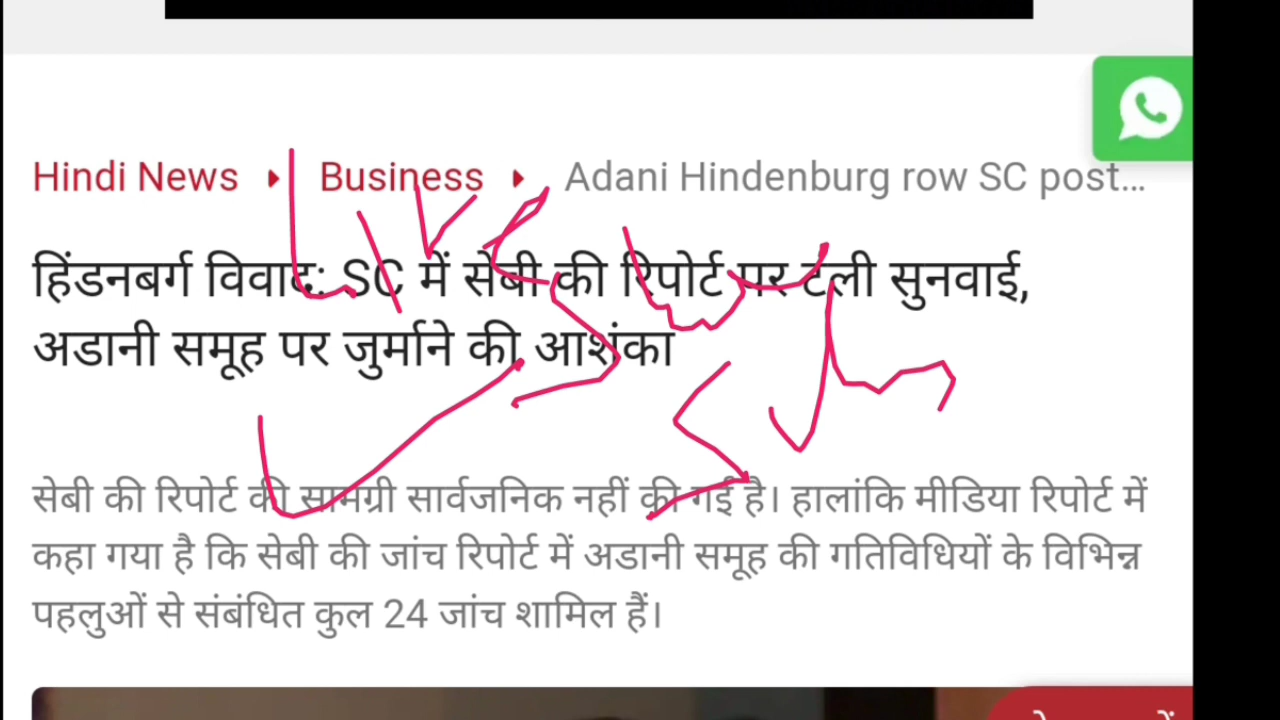 Hindi News Business Adani Hindenburg row SC post...
हिंडनबर्ग विवाद: SC में सेबी की रिपोर्ट पर टली सुनवाई,
अडानी समूह पर जुर्माने की आशंका
सेबी की रिपोर्ट की सामग्री सार्वजनिक नहीं की गई है। हालांकि मीडिया रिपोर्ट में
कहा गया है कि सेबी की जांच रिपोर्ट में अडानी समूह की गतिविधियों के विभिन्न
पहलुओं से संबंधित कुल 24 जांच शामिल हैं।